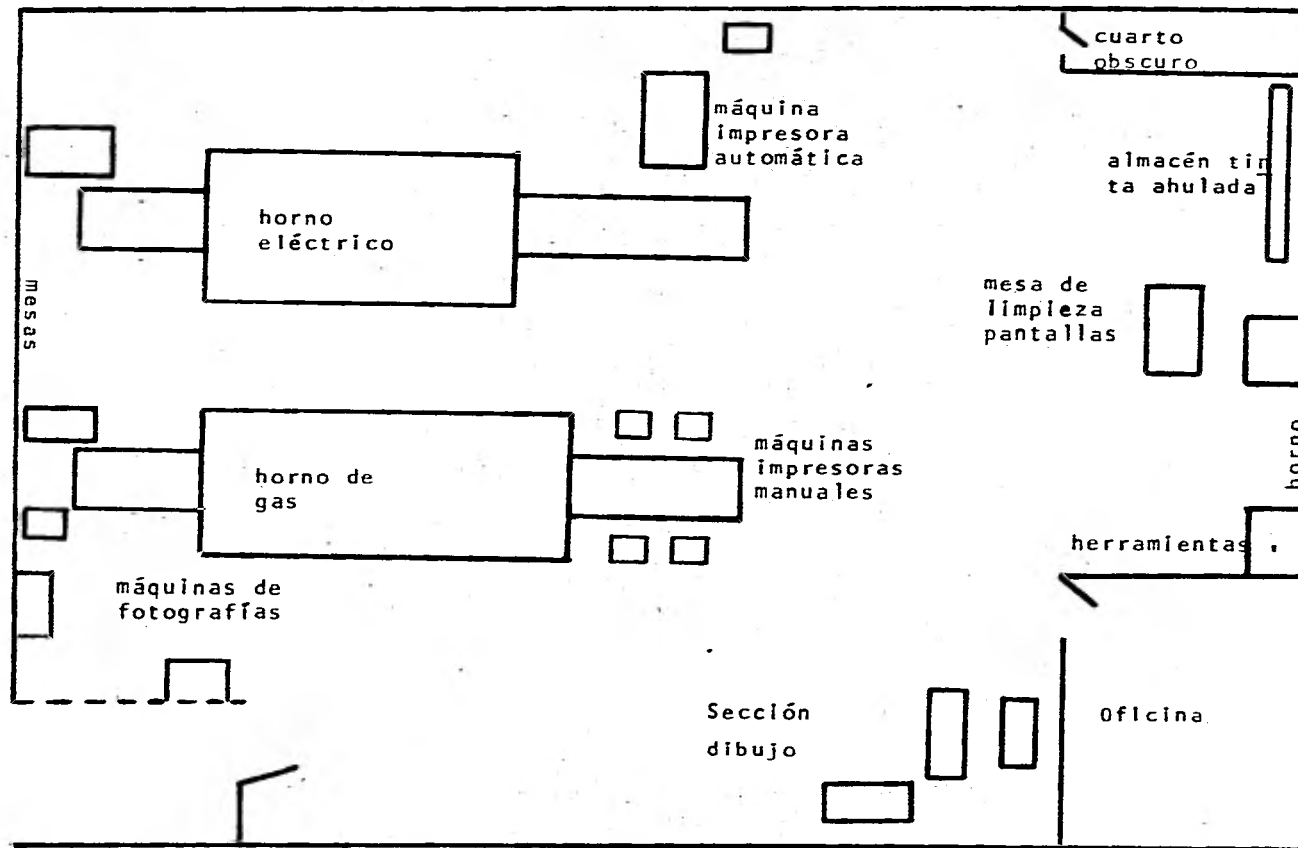 cuarto
obscuro
máquina
impresora
automática
almacén tin
ta ahulada
horno
eléctrico
mesas
mesa de
limpieza
pantallas
máquinas
impresoras
manuales
horno de
gas
horno
herramientas
máquinas de
fotografías
Sección
dibujo
Oficina